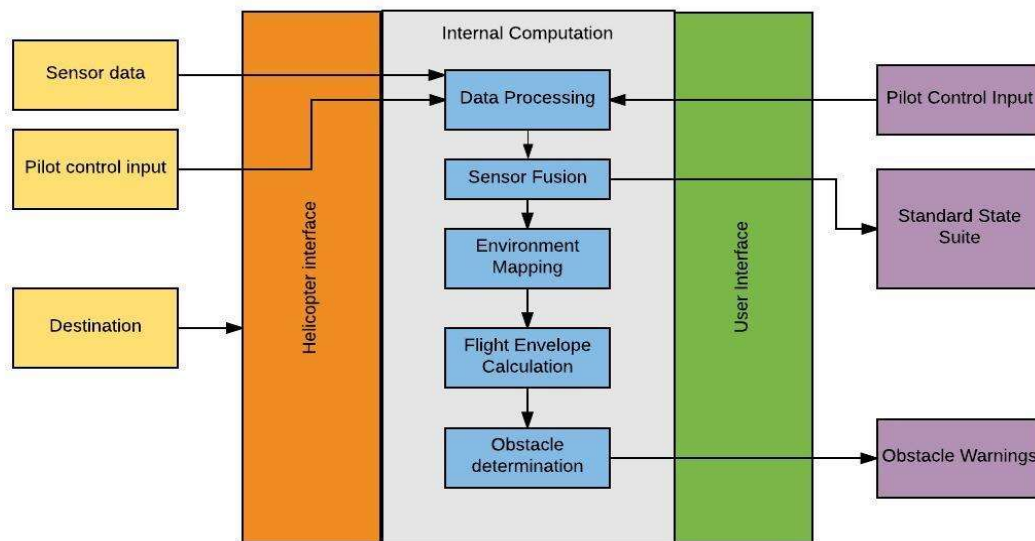 Internal Computation
Sensor data
Pilot control input
Destination
Helicopter interface
Data Processing
Sensor Fusion
Environment
Mapping
Flight Envelope
Calculation
Obstacle
determination
User Interface
Pilot Control Input
Standard State
Suite
Obstacle Warnings